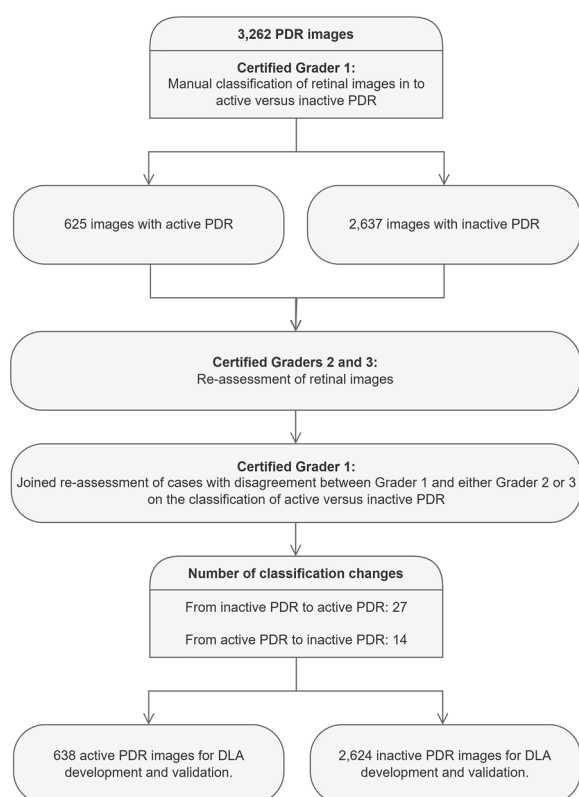 3,262 PDR images
Certified Grader 1:
Manual classification of retinal images in to
active versus inactive PDR
625 images with active PDR
2,637 images with inactive PDR
Certified Graders 2 and 3:
Re-assessment of retinal images
Certified Grader 1:
Joined re-assessment of cases with disagreement between Grader 1 and either Grader 2 or 3
on the classification of active versus inactive PDR
Number of classification changes
From inactive PDR to active PDR: 27
From active PDR to inactive PDR: 14
638 active PDR images for DLA
development and validation.
2,624 inactive PDR images for DLA
development and validation.